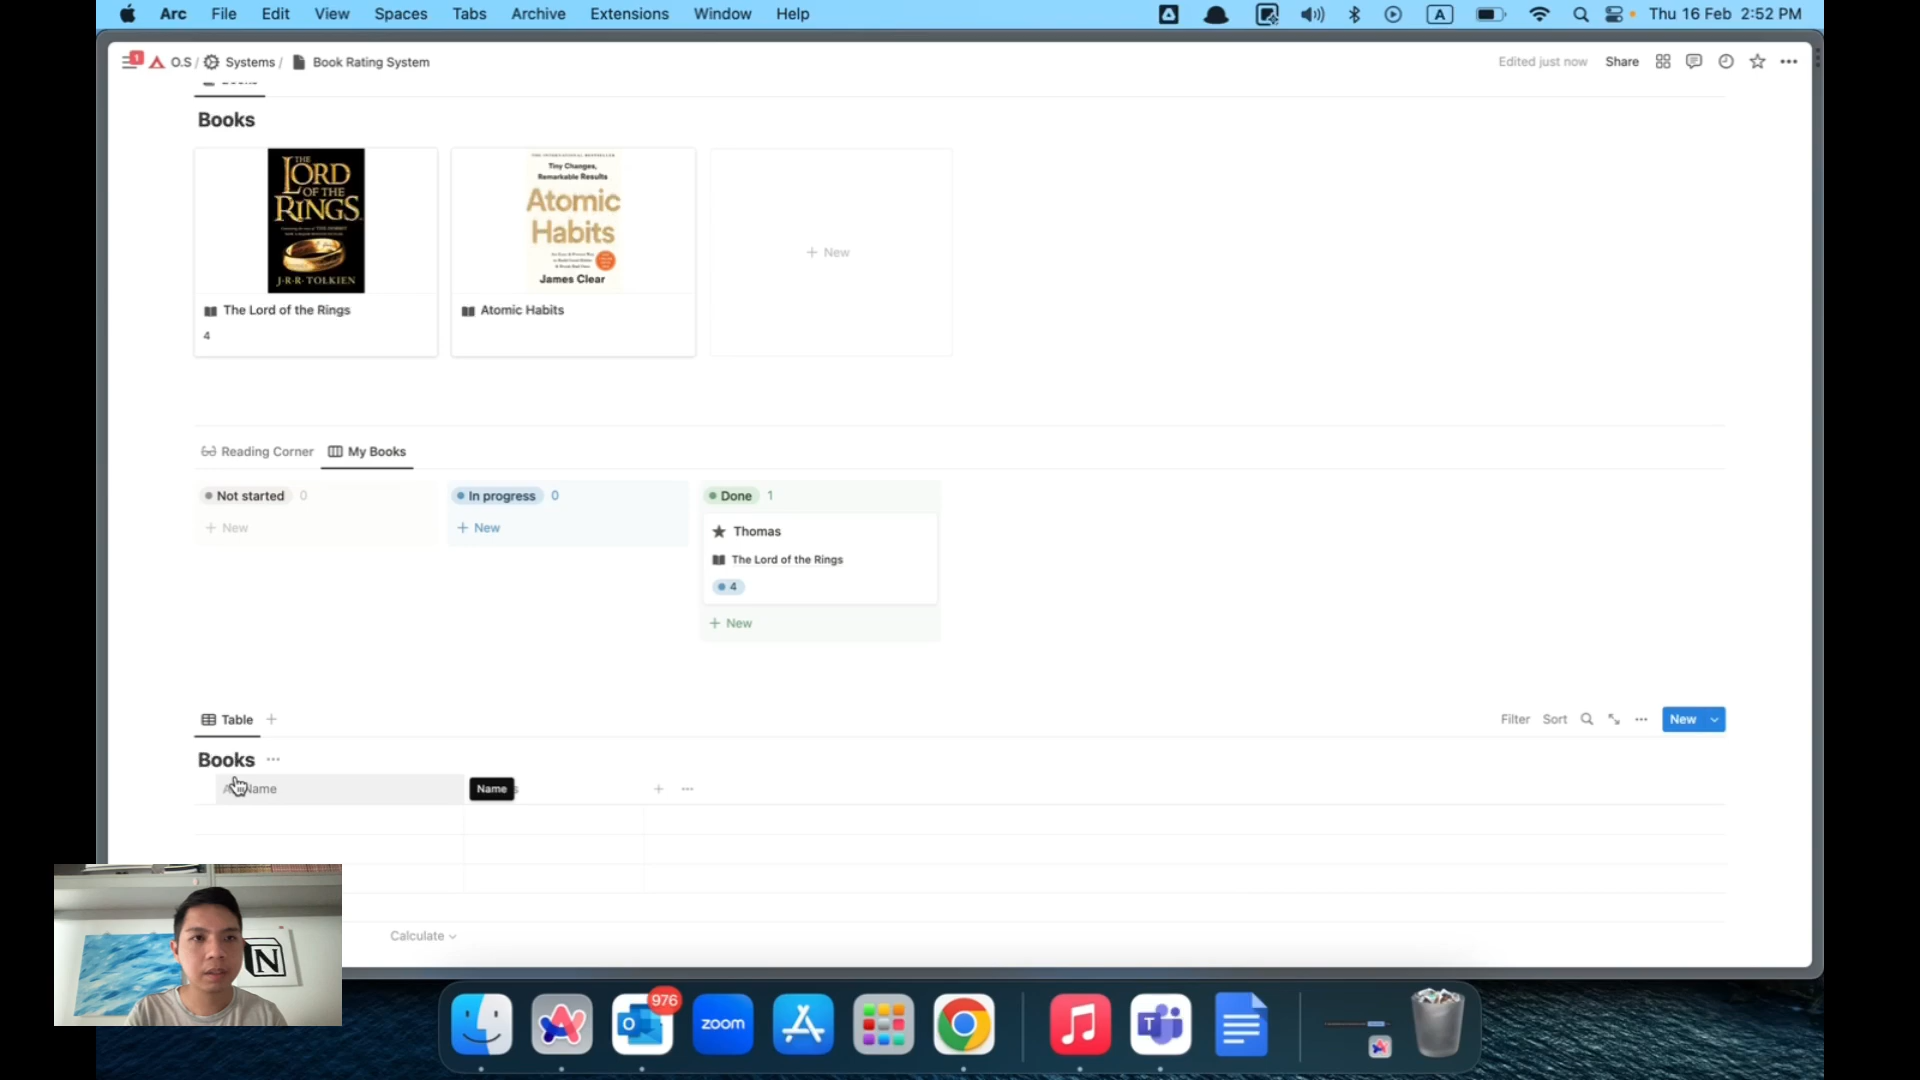 Arc File Edit View Spaces Tabs Archive Extensions Window Help A Thu 16 Feb 2:52 PM
1 O.S / Systems / Book Rating System Edited just now Share
Books
THE LORD OF THE RINGS
J·R·R·TOLKIEN
The Lord of the Rings
4
Tiny Changes,
Remarkable Results
Atomic
Habits
James Clear
Atomic Habits
+ New
Reading Corner My Books
Not started 0
+ New
In progress 0
+ New
Done 1
Thomas
The Lord of the Rings
4
+ New
Table + Filter Sort New
Books
Name Name
Calculate
N
976
zoom